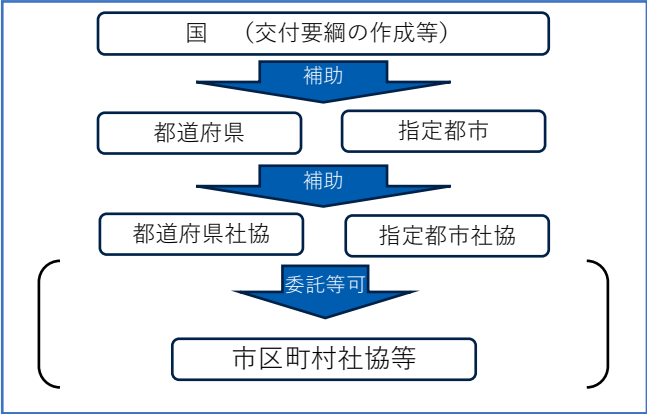 国　（交付要綱の作成等）
補助
都道府県
指定都市
補助
都道府県社協
指定都市社協
委託等可
市区町村社協等